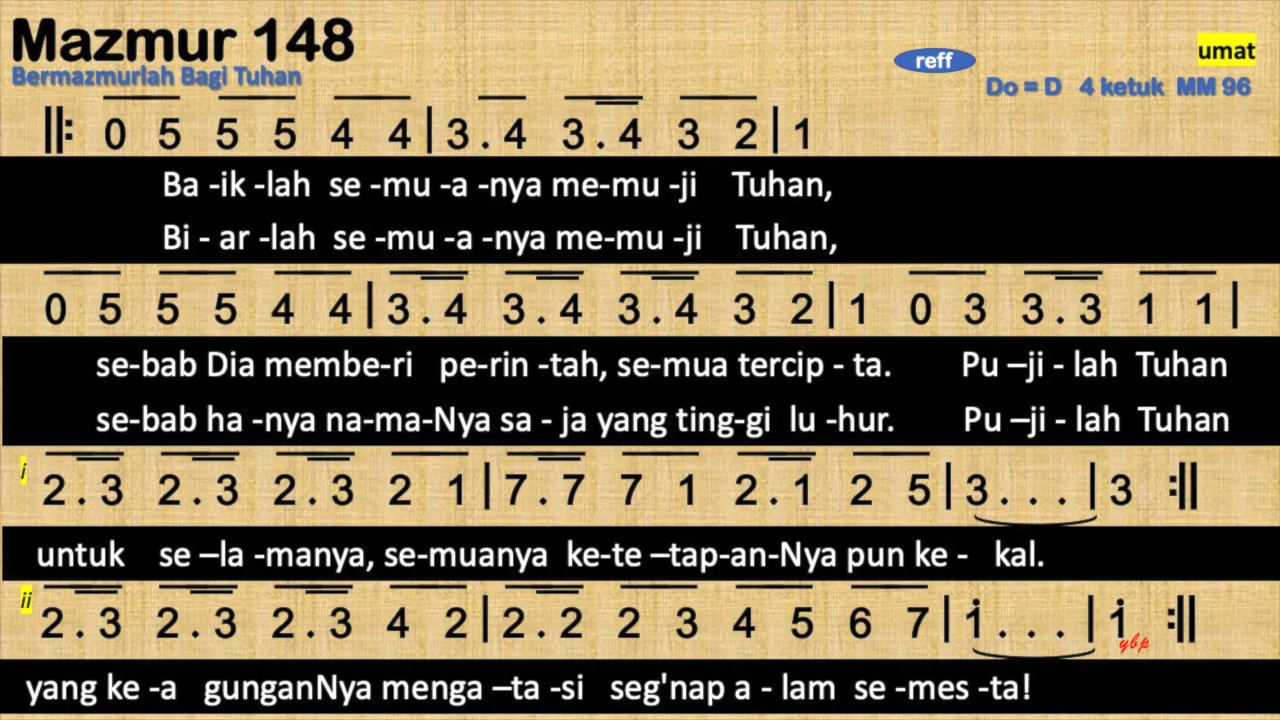 Mazmur 148
Bermazmurlah Bagi Tuhan
reff
umat
Do = D 4 ketuk MM 96
||: 0 5 5 5 4 4 | 3 . 4 3 . 4 3 2 | 1
Ba -ik -lah se -mu -a -nya me-mu -ji Tuhan,
Bi - ar -lah se -mu -a -nya me-mu -ji Tuhan,
0 5 5 5 4 4 | 3 . 4 3 . 4 3 . 4 3 2 | 1 0 3 3 . 3 1 1 |
se-bab Dia membe-ri pe-rin -tah, se-mua tercip - ta. Pu –ji - lah Tuhan
se-bab ha -nya na-ma-Nya sa - ja yang ting-gi lu -hur. Pu –ji - lah Tuhan
i 2 . 3 2 . 3 2 . 3 2 1 | 7 . 7 7 1 2 . 1 2 5 | 3 . . . | 3 :||
untuk se –la -manya, se-muanya ke-te –tap-an-Nya pun ke - kal.
ii 2 . 3 2 . 3 2 . 3 4 2 | 2 . 2 2 3 4 5 6 7 | i . . . | i :||
ybp
yang ke -a gunganNya menga –ta -si seg'nap a - lam se -mes -ta!